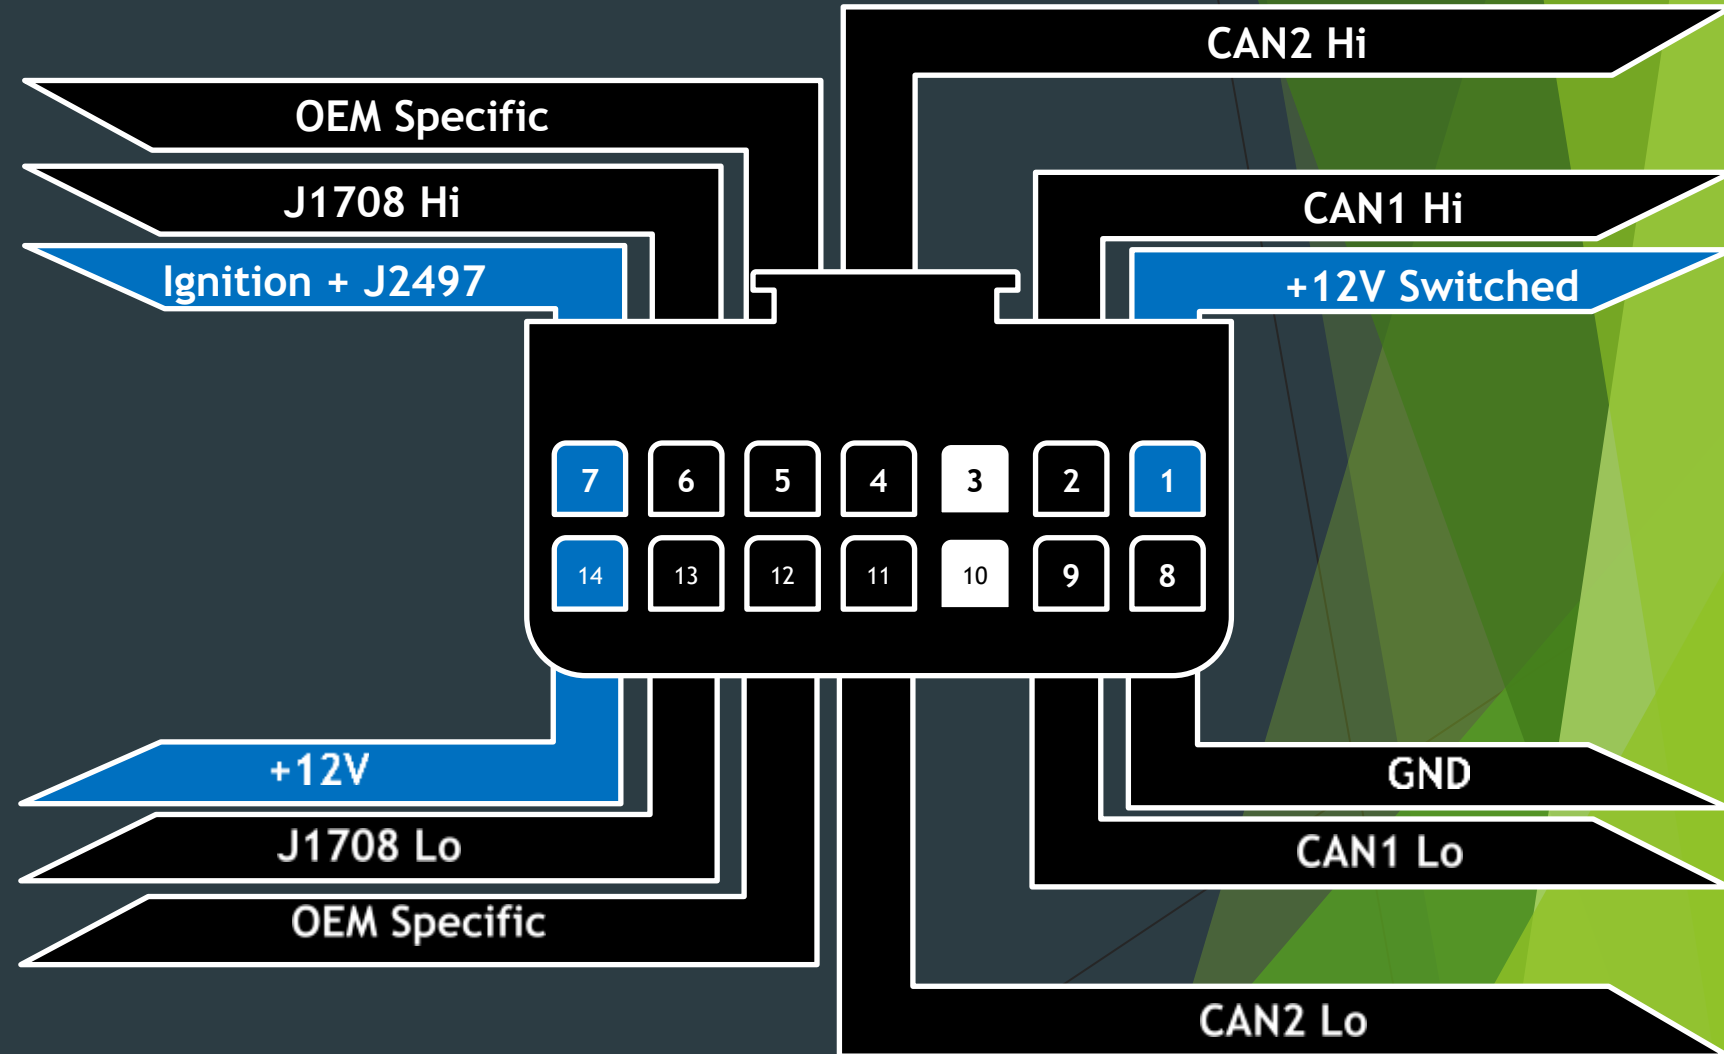 CAN2 Hi
OEM Specific
J1708 Hi
CAN1 Hi
Ignition + J2497
+12V Switched
7 6 5 4 3 2 1
14 13 12 11 10 9 8
+12V
GND
J1708 Lo
CAN1 Lo
OEM Specific
CAN2 Lo